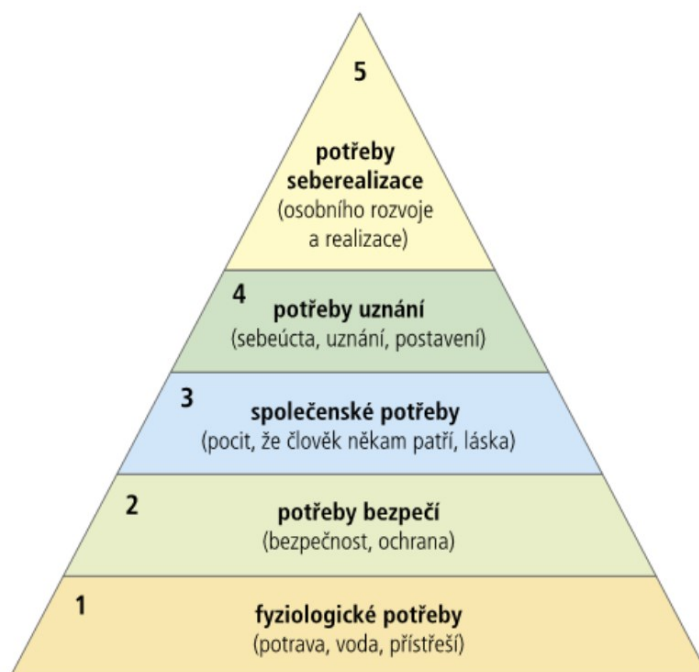 5
potřeby
seberealizace
(osobního rozvoje
a realizace)
4
potřeby uznání
(sebeúcta, uznání, postavení)
3
společenské potřeby
(pocit, že člověk někam patří, láska)
2
potřeby bezpečí
(bezpečnost, ochrana)
1
fyziologické potřeby
(potrava, voda, přístřeší)